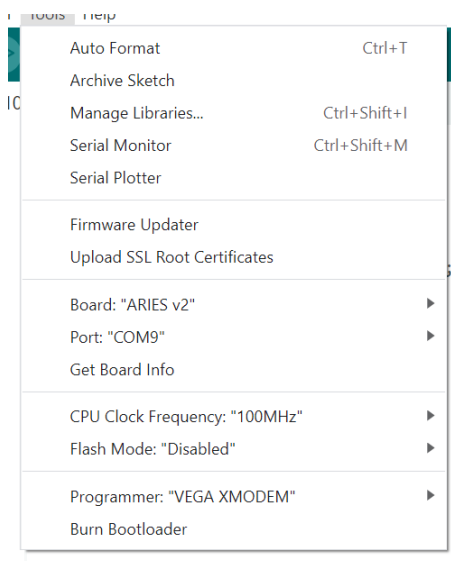 Tools Help
Auto Format Ctrl+T
Archive Sketch
Manage Libraries... Ctrl+Shift+I
Serial Monitor Ctrl+Shift+M
Serial Plotter
Firmware Updater
Upload SSL Root Certificates
Board: "ARIES v2"
Port: "COM9"
Get Board Info
CPU Clock Frequency: "100MHz"
Flash Mode: "Disabled"
Programmer: "VEGA XMODEM"
Burn Bootloader